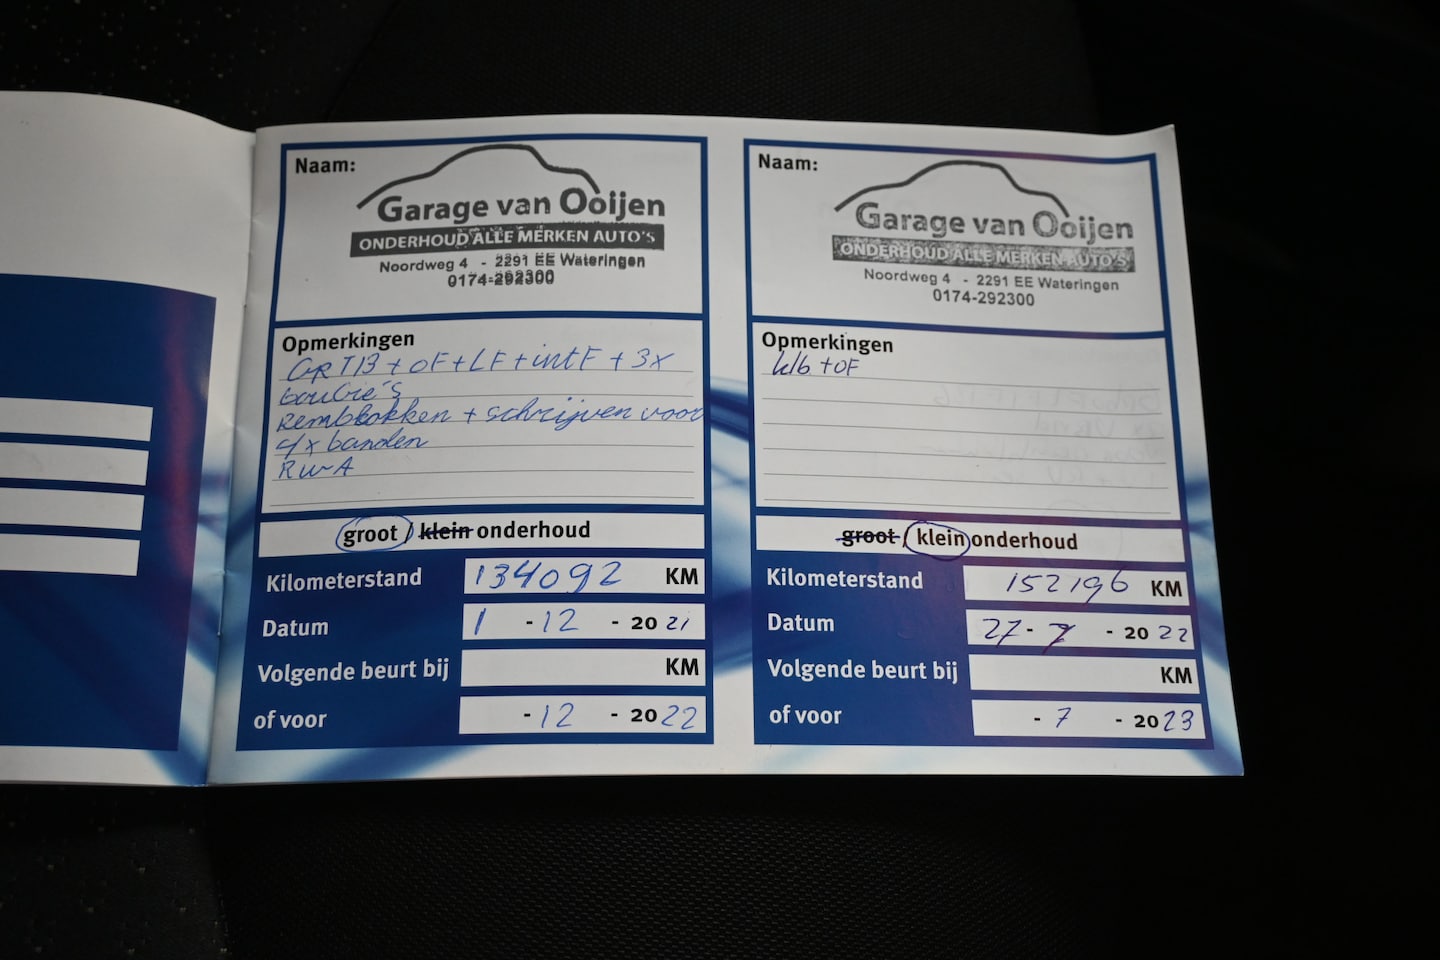 Naam:
Garage van Ooijen
ONDERHOUD ALLE MERKEN AUTO'S
Noordweg 4 - 2291 EE Wateringen
0174-292300
Opmerkingen
GRTB + OF + LF + intF + 3x
bougie's
Remblokken + schrijven voor
4x banden
RWA
groot / klein onderhoud
Kilometerstand 134092 KM
Datum 1 - 12 - 2021
Volgende beurt bij KM
of voor - 12 - 2022
Naam:
Garage van Ooijen
ONDERHOUD ALLE MERKEN AUTO'S
Noordweg 4 - 2291 EE Wateringen
0174-292300
Opmerkingen
klb + OF
groot / klein onderhoud
Kilometerstand 152196 KM
Datum 27 - 7 - 2022
Volgende beurt bij KM
of voor - 7 - 2023